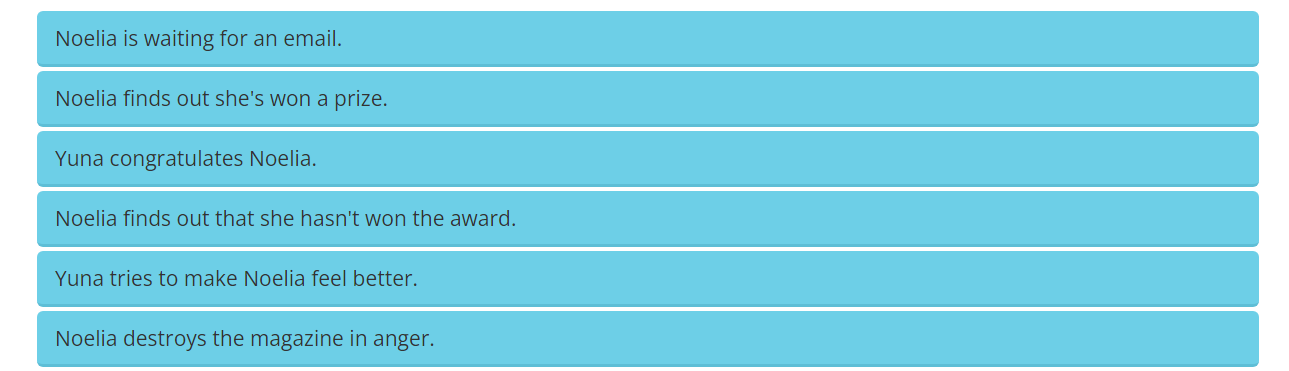 Noelia is waiting for an email.
Noelia finds out she's won a prize.
Yuna congratulates Noelia.
Noelia finds out that she hasn't won the award.
Yuna tries to make Noelia feel better.
Noelia destroys the magazine in anger.